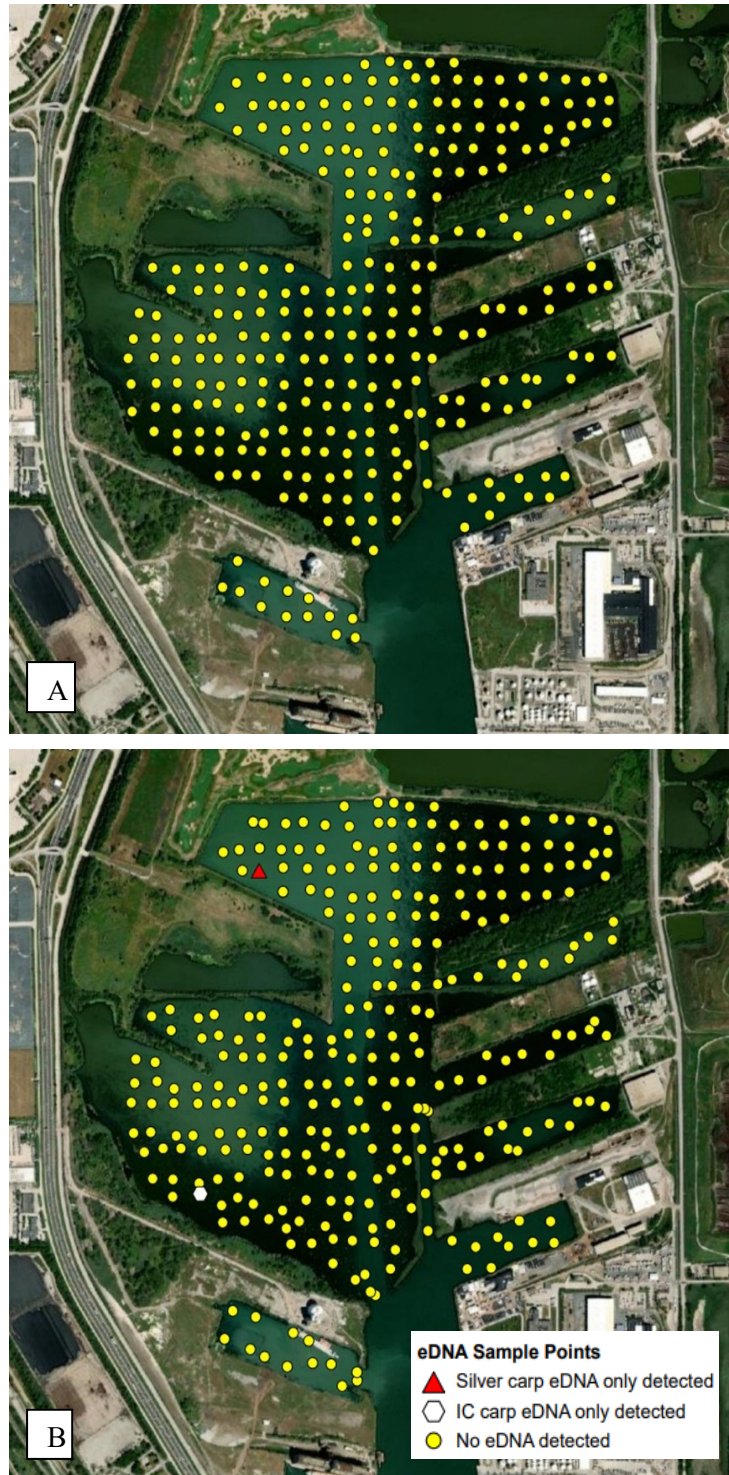 A
eDNA Sample Points
Silver carp eDNA only detected
IC carp eDNA only detected
No eDNA detected
B